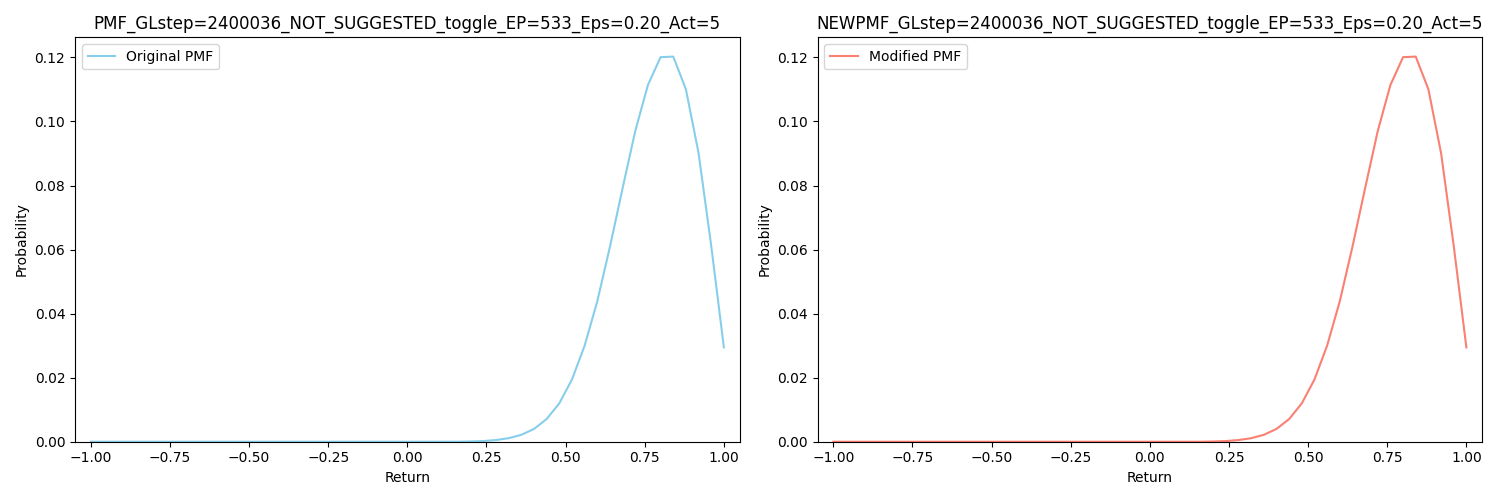 PMF_GLstep=2400036_NOT_SUGGESTED_toggle_EP=533_Eps=0.20_Act=5
Original PMF
0.12
0.10
0.08
0.06
0.04
0.02
0.00
Probability
−1.00 −0.75 −0.50 −0.25 0.00 0.25 0.50 0.75 1.00
Return
NEWPMF_GLstep=2400036_NOT_SUGGESTED_toggle_EP=533_Eps=0.20_Act=5
Modified PMF
0.12
0.10
0.08
0.06
0.04
0.02
0.00
Probability
−1.00 −0.75 −0.50 −0.25 0.00 0.25 0.50 0.75 1.00
Return